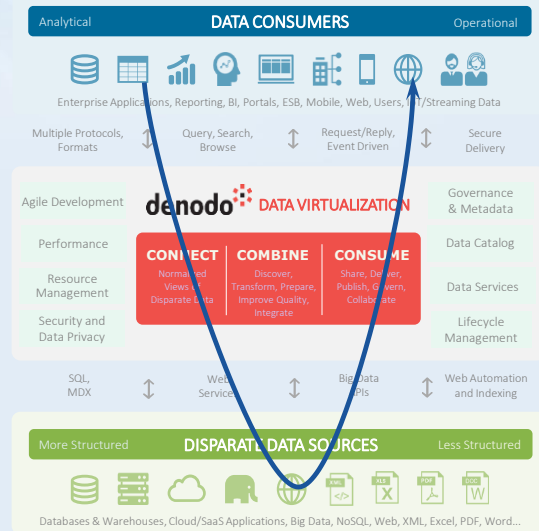 Analytical DATA CONSUMERS Operational
Enterprise Applications, Reporting, BI, Portals, ESB, Mobile, Web, Users, /Streaming Data
Multiple Protocols,
Formats
Query, Search,
Browse
Request/Reply,
Event Driven
Secure
Delivery
denodo DATA VIRTUALIZATION
Agile Development
Performance
Resource
Management
Security and
Data Privacy
CONNECT
Normalized
Views of
Disparate Data
COMBINE
Discover,
Transform, Prepare,
Improve Quality,
Integrate
CONSUME
Share, Deliver,
Publish, Govern,
Collaborate
Governance
& Metadata
Data Catalog
Data Services
Lifecycle
Management
SQL,
MDX
Web
Services
Big Data
APIs
Web Automation
and Indexing
More Structured DISPARATE DATA SOURCES Less Structured
XML
XLS
X
PDF
DOC
W
Databases & Warehouses, Cloud/SaaS Applications, Big Data, NoSQL, Web, XML, Excel, PDF, Word...